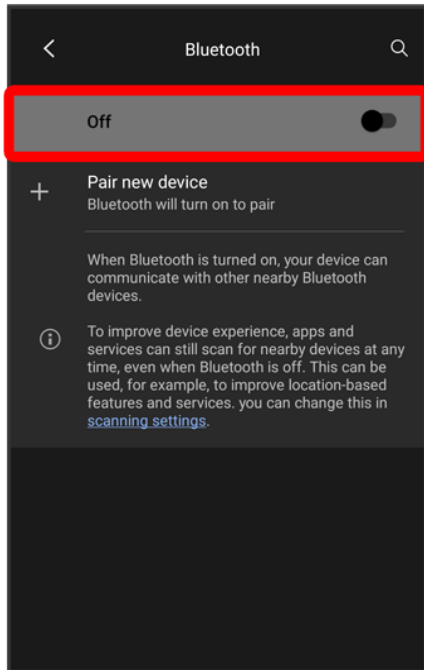 Bluetooth
Off
Pair new device
Bluetooth will turn on to pair
When Bluetooth is turned on, your device can
communicate with other nearby Bluetooth
devices.
To improve device experience, apps and
services can still scan for nearby devices at any
time, even when Bluetooth is off. This can be
used, for example, to improve location-based
features and services. you can change this in
scanning settings.